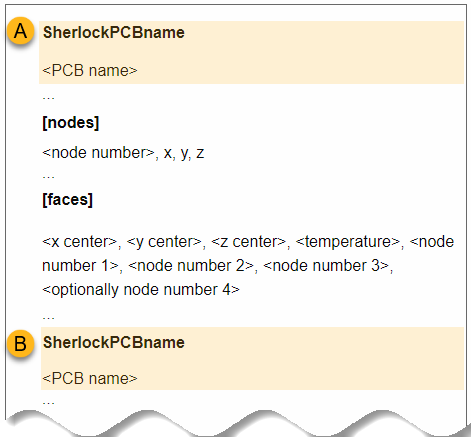 A
SherlockPCBname
<PCB name>
...
[nodes]
<node number>, x, y, z
...
[faces]
<x center>, <y center>, <z center>, <temperature>, <node
number 1>, <node number 2>, <node number 3>,
<optionally node number 4>
...
B
SherlockPCBname
<PCB name>
...